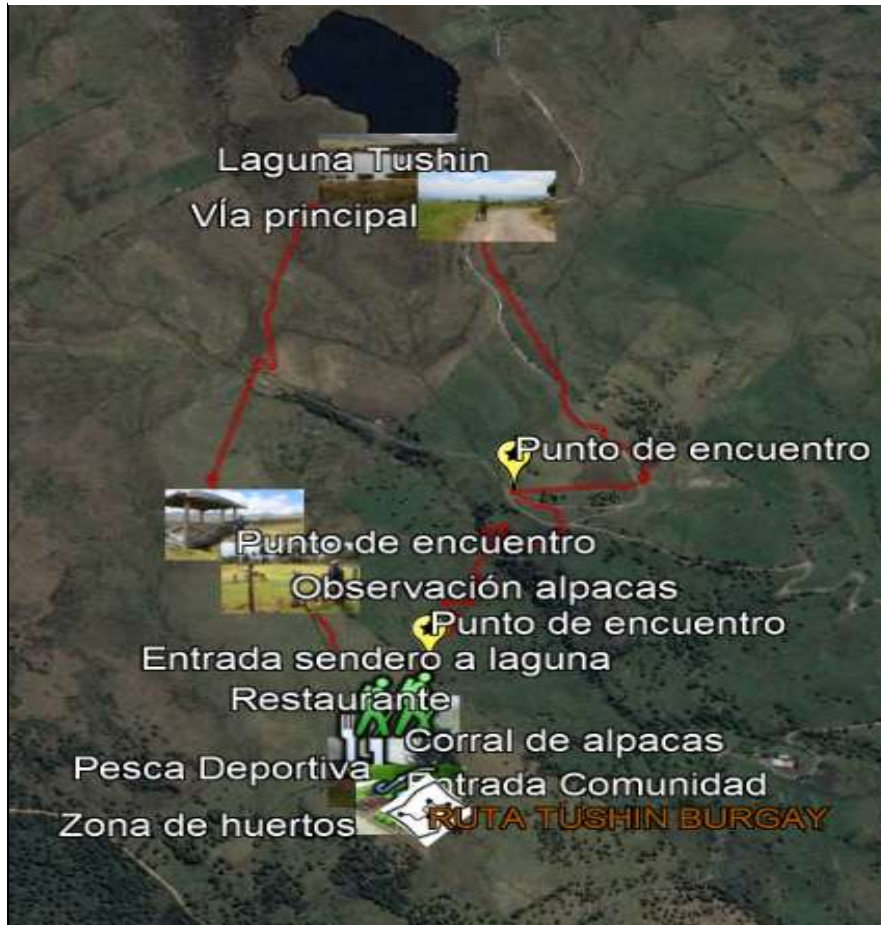 Laguna Tushin
Vía principal
Punto de encuentro
Punto de encuentro
Observación alpacas
Punto de encuentro
Entrada sendero a laguna
Restaurante
Corral de alpacas
Pesca Deportiva
Entrada Comunidad
RUTA TUSHIN BURGAY
Zona de huertos